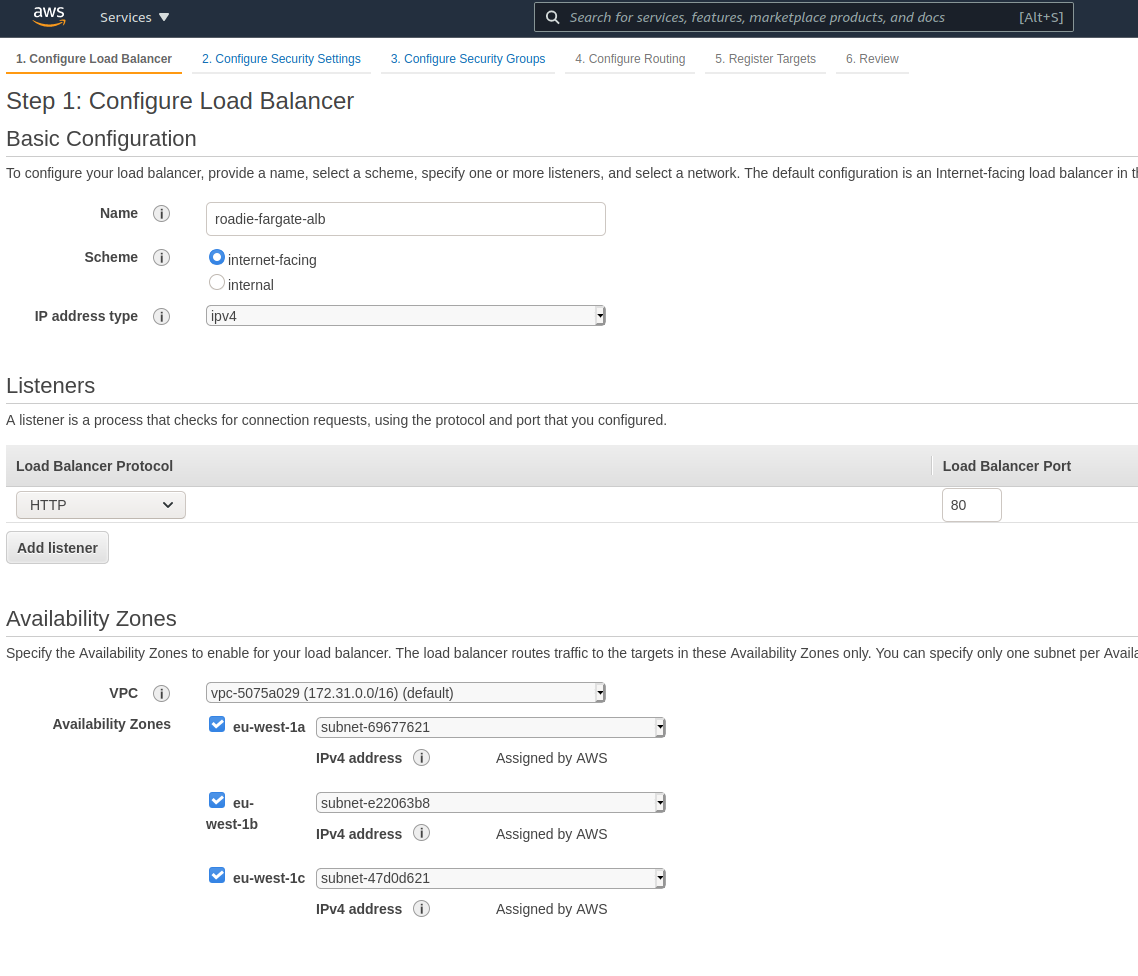 aws Services Search for services, features, marketplace products, and docs [Alt+S]
1. Configure Load Balancer 2. Configure Security Settings 3. Configure Security Groups 4. Configure Routing 5. Register Targets 6. Review
Step 1: Configure Load Balancer
Basic Configuration
To configure your load balancer, provide a name, select a scheme, specify one or more listeners, and select a network. The default configuration is an Internet-facing load balancer in
Name i roadie-fargate-alb
Scheme i internet-facing
internal
IP address type i ipv4
Listeners
A listener is a process that checks for connection requests, using the protocol and port that you configured.
Load Balancer Protocol Load Balancer Port
HTTP 80
Add listener
Availability Zones
Specify the Availability Zones to enable for your load balancer. The load balancer routes traffic to the targets in these Availability Zones only. You can specify only one subnet per
VPC i vpc-5075a029 (172.31.0.0/16) (default)
Availability Zones eu-west-1a subnet-69677621
IPv4 address i Assigned by AWS
eu- subnet-e22063b8
west-1b
IPv4 address i Assigned by AWS
eu-west-1c subnet-47d0d621
IPv4 address i Assigned by AWS